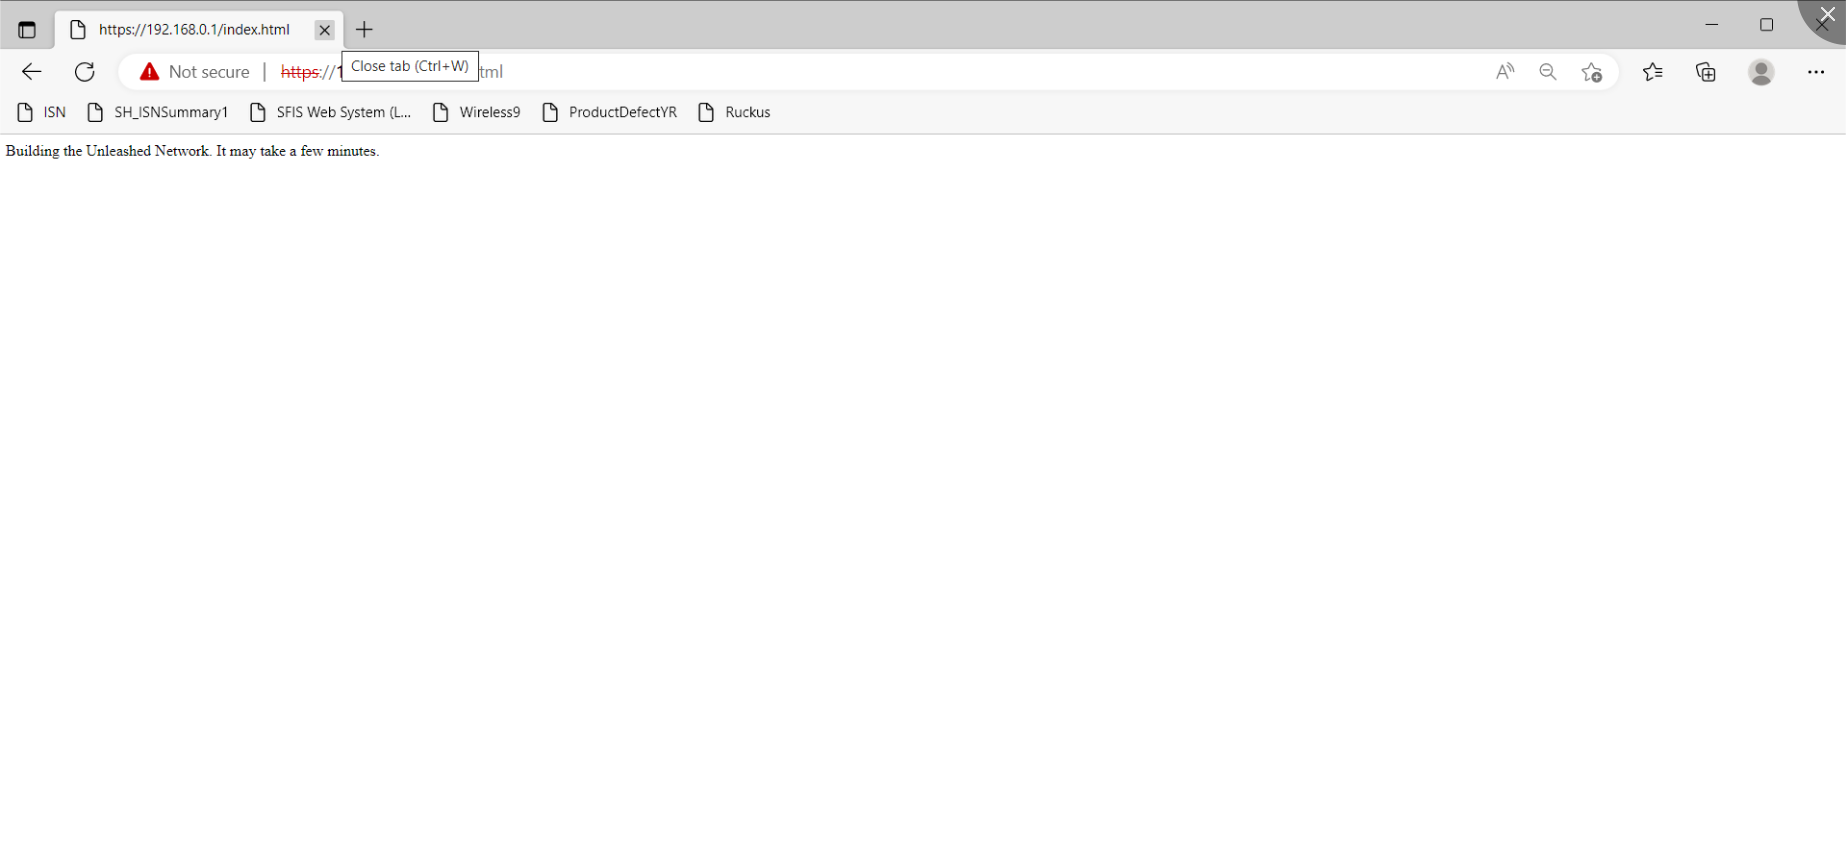 https://192.168.0.1/index.html
Not secure | https://1 tml
Close tab (Ctrl+W)
ISN SH_ISNSummary1 SFIS Web System (L... Wireless9 ProductDefectYR Ruckus
Building the Unleashed Network. It may take a few minutes.